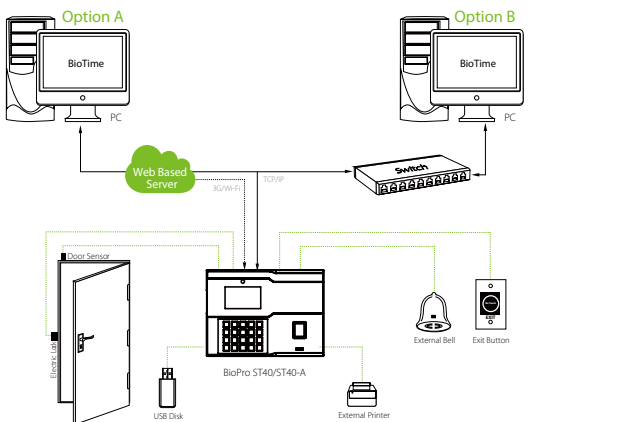 Option A
Option B
BioTime
BioTime
PC
PC
Web Based
Server
Switch
3G/Wi-Fi
TCP/IP
Door Sensor
Electric Lock
External Bell
EXIT
Exit Button
BioPro ST40/ST40-A
USB Disk
External Printer